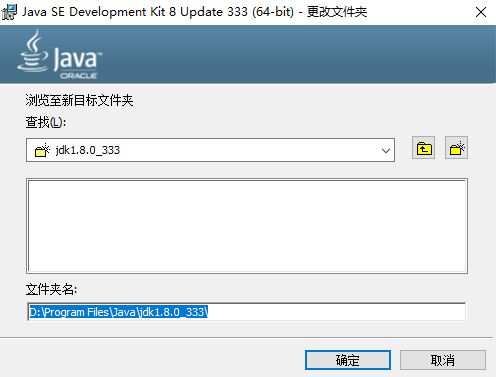 Java SE Development Kit 8 Update 333 (64-bit) - 更改文件夹
Java™
ORACLE
浏览至新目标文件夹
查找(L):
jdk1.8.0_333
文件夹名:
D:\Program Files\Java\jdk1.8.0_333\
确定
取消